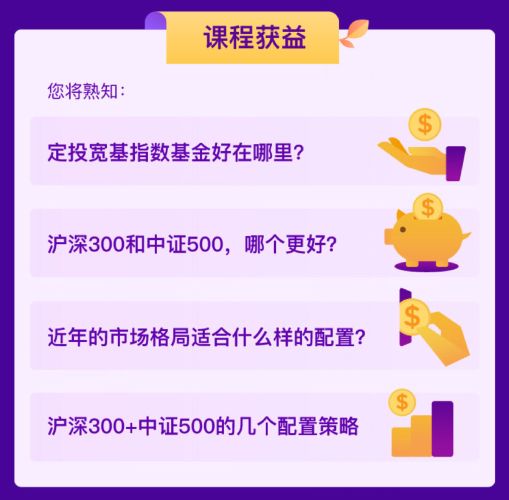 课程获益
您将熟知：
定投宽基指数基金好在哪里？
$
沪深300和中证500，哪个更好？
$
近年的市场格局适合什么样的配置？
$
沪深300+中证500的几个配置策略
$